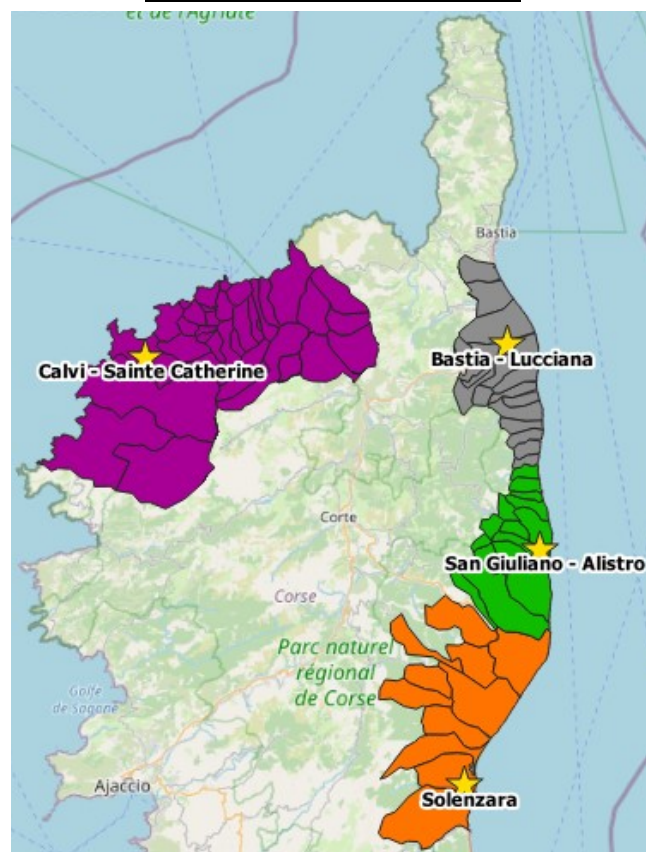 et de l'Agriate
Bastia
Bastia - Lucciana
Calvi - Sainte Catherine
Corte
San Giuliano - Alistro
Corse
Parc naturel
régional
de Corse
Golfe
de Sagone
Ajaccio
Solenzara